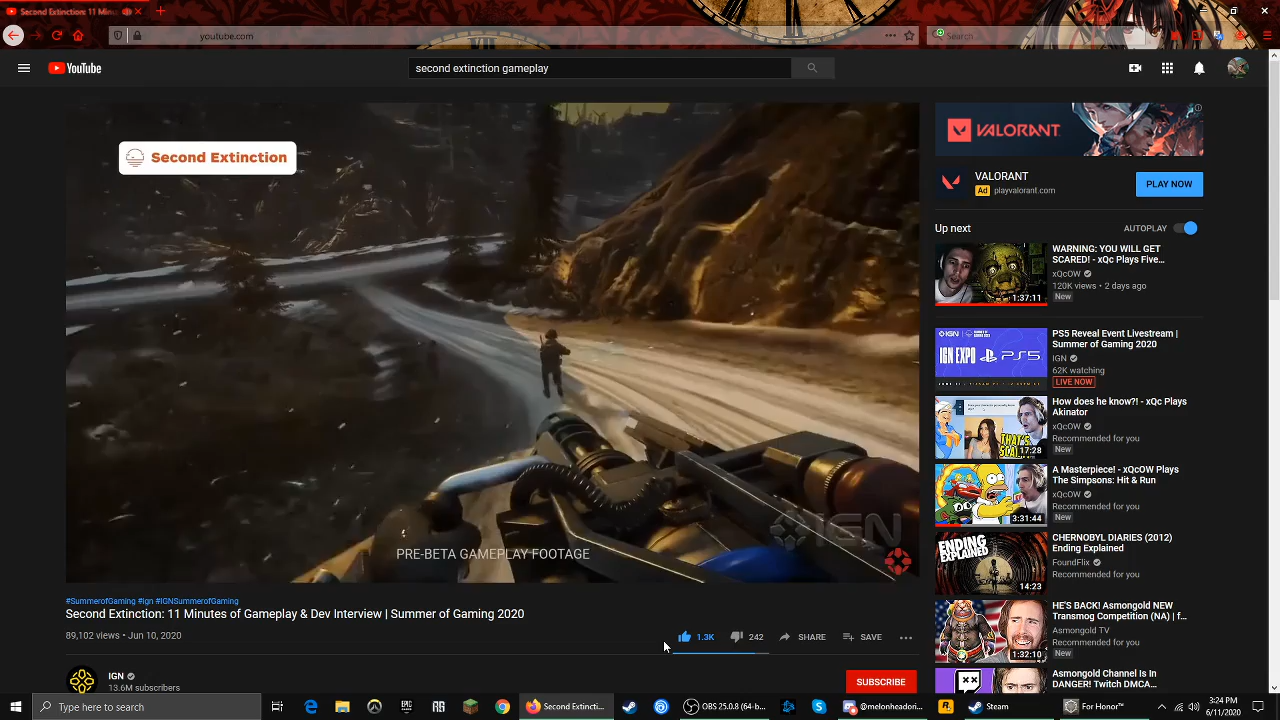 Second Extinction: 11 Minu
youtube.com
Search
YouTube
second extinction gameplay
Second Extinction
PRE-BETA GAMEPLAY FOOTAGE
IGN
#SummerofGaming #ign #IGNSummerofGaming
Second Extinction: 11 Minutes of Gameplay & Dev Interview | Summer of Gaming 2020
89,102 views • Jun 10, 2020
1.3K
242
SHARE
SAVE
IGN
13.6M subscribers
SUBSCRIBE
VALORANT
VALORANT
Ad playvalorant.com
PLAY NOW
Up next
AUTOPLAY
1:37:11
WARNING: YOU WILL GET
SCARED! - xQc Plays Five...
xQcOW
120K views • 2 days ago
New
IGN
IGN EXPO PS5
PS5 Reveal Event Livestream |
Summer of Gaming 2020
IGN
62K watching
LIVE NOW
THAT'S
17:28
How does he know?! - xQc Plays
Akinator
xQcOW
Recommended for you
New
3:31:44
A Masterpiece! - xQcOW Plays
The Simpsons: Hit & Run
xQcOW
Recommended for you
New
ENDING
EXPLAINED
14:23
CHERNOBYL DIARIES (2012)
Ending Explained
FoundFlix
Recommended for you
1:32:10
HE'S BACK! Asmongold NEW
Transmog Competition (NA) | f...
Asmongold TV
Recommended for you
New
Asmongold Channel Is In
DANGER! Twitch DMCA...
Type here to search
EPIC
Second Extincti...
OBS 25.0.8 (64-b...
@melonheadori...
Steam
For Honor™
3:24 PM
6/11/2020